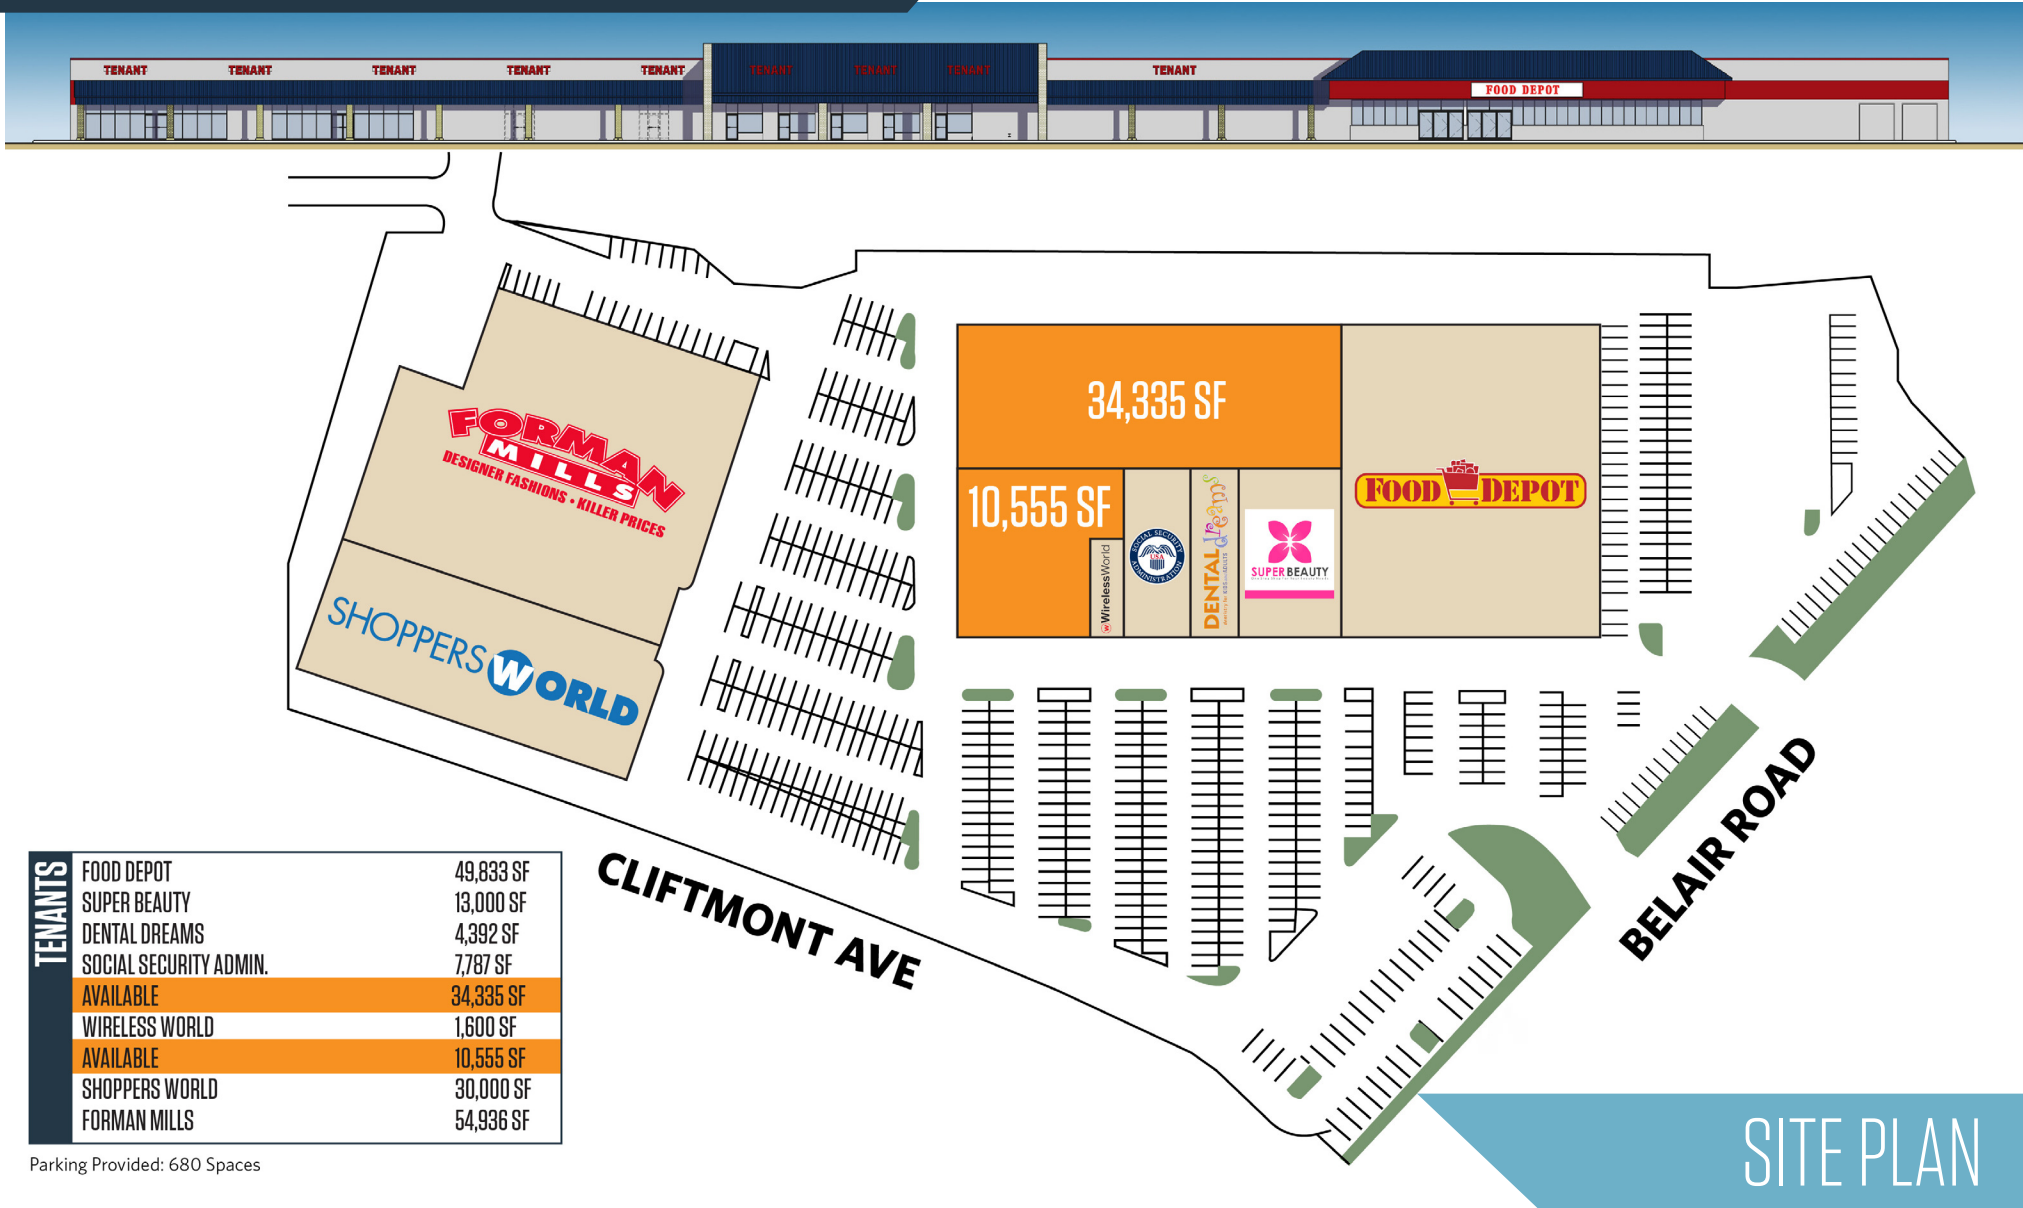 TENANT TENANT TENANT TENANT TENANT TENANT TENANT TENANT TENANT FOOD DEPOT
34,335 SF
10,555 SF
FORMAN
MILLS
DESIGNER FASHIONS • KILLER PRICES
SHOPPERS WORLD
WirelessWorld
SOCIAL SECURITY ADMINISTRATION
USA
DENTAL dreams
SUPER BEAUTY
FOOD DEPOT
CLIFTMONT AVE
BELAIR ROAD
TENANTS
FOOD DEPOT 49,833 SF
SUPER BEAUTY 13,000 SF
DENTAL DREAMS 4,392 SF
SOCIAL SECURITY ADMIN. 7,787 SF
AVAILABLE 34,335 SF
WIRELESS WORLD 1,600 SF
AVAILABLE 10,555 SF
SHOPPERS WORLD 30,000 SF
FORMAN MILLS 54,936 SF
Parking Provided: 680 Spaces
SITE PLAN